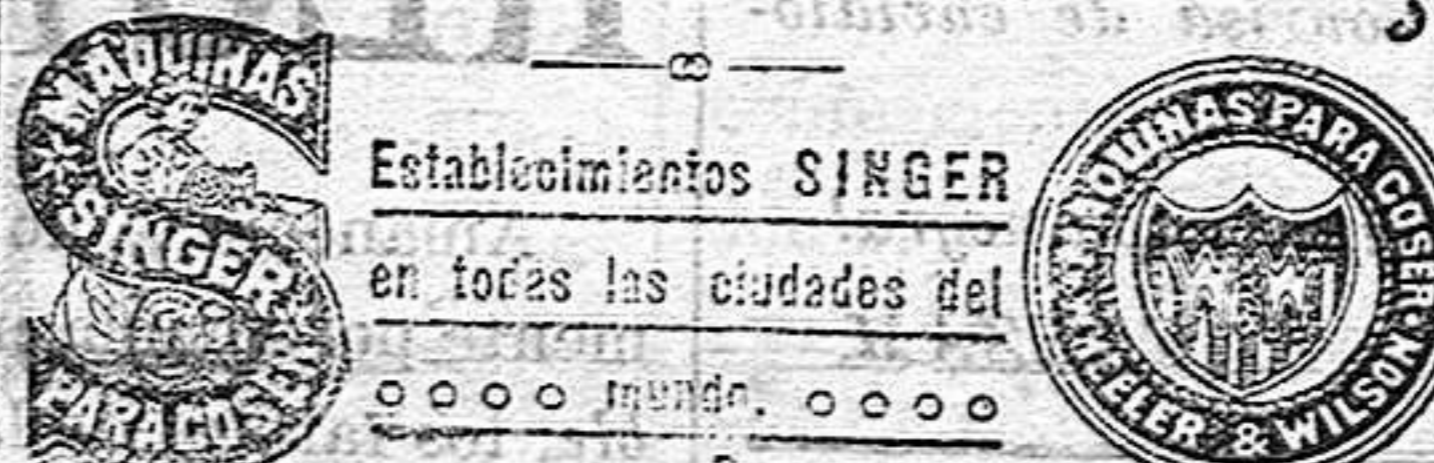 MAQUINAS
SINGER
PARA COSER
Establecimientos SINGER
en todas las ciudades del
mundo.
MAQUINAS PARA COSER
WHEELER & WILSON